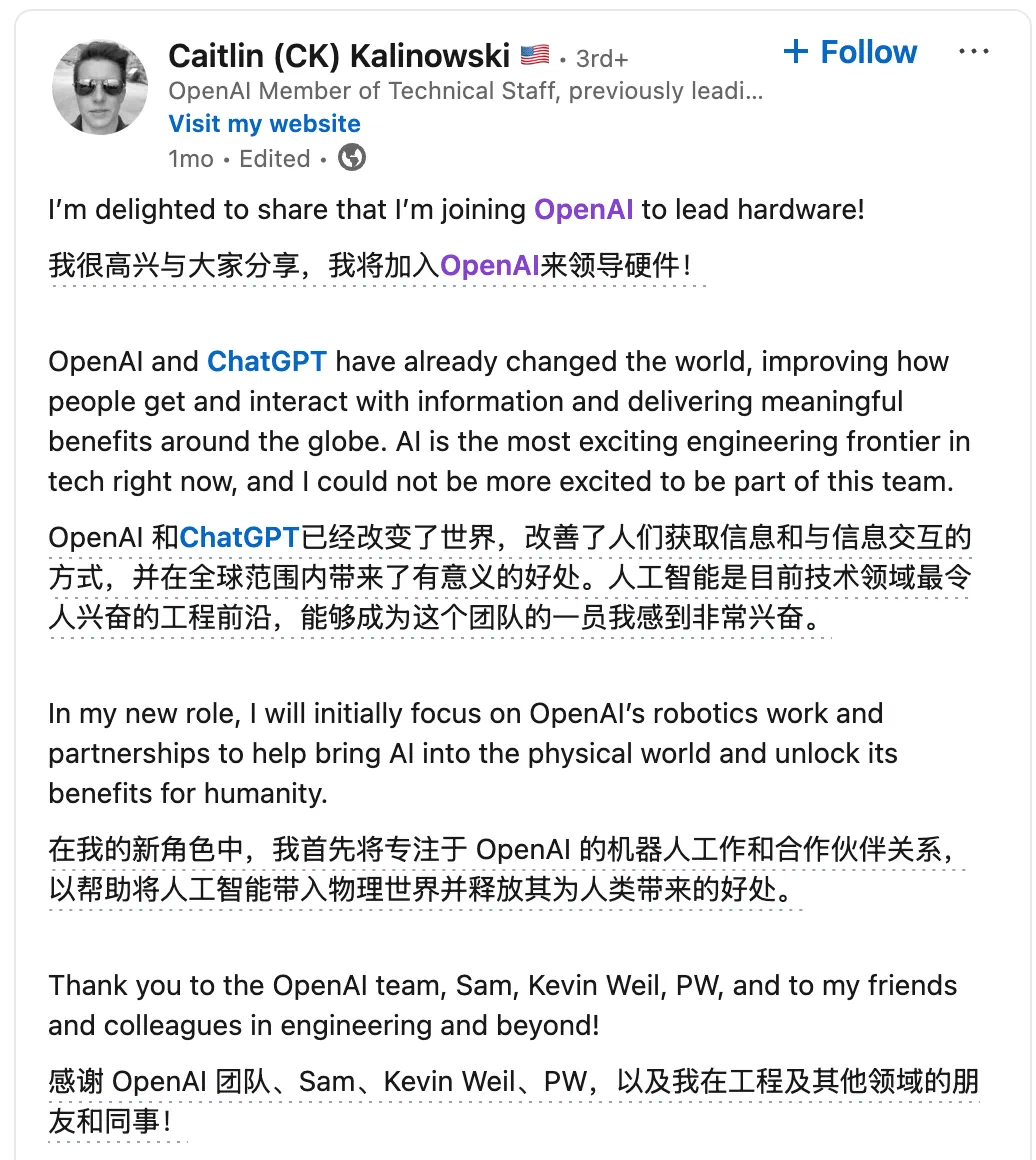 Caitlin (CK) Kalinowski 🇺🇸 • 3rd+
+ Follow
...
OpenAI Member of Technical Staff, previously leadi...
Visit my website
1mo • Edited •
I’m delighted to share that I’m joining OpenAI to lead hardware!
我很高兴与大家分享，我将加入OpenAI来领导硬件！
OpenAI and ChatGPT have already changed the world, improving how
people get and interact with information and delivering meaningful
benefits around the globe. AI is the most exciting engineering frontier in
tech right now, and I could not be more excited to be part of this team.
OpenAI 和ChatGPT已经改变了世界，改善了人们获取信息和与信息交互的
方式，并在全球范围内带来了有意义的好处。人工智能是目前技术领域最令
人兴奋的工程前沿，能够成为这个团队的一员我感到非常兴奋。
In my new role, I will initially focus on OpenAI’s robotics work and
partnerships to help bring AI into the physical world and unlock its
benefits for humanity.
在我的新角色中，我首先将专注于 OpenAI 的机器人工作和合作伙伴关系，
以帮助将人工智能带入物理世界并释放其为人类带来的好处。
Thank you to the OpenAI team, Sam, Kevin Weil, PW, and to my friends
and colleagues in engineering and beyond!
感谢 OpenAI 团队、Sam、Kevin Weil、PW，以及我在工程及其他领域的朋
友和同事！